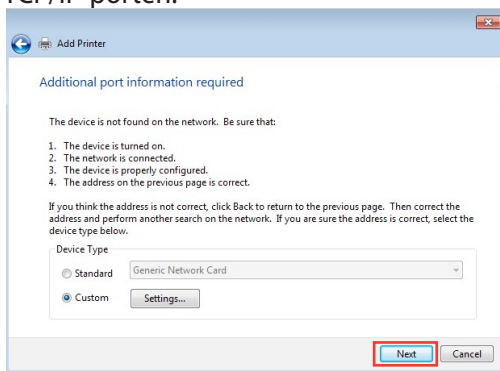 TCP/IP-porten.
Add Printer
Additional port information required
The device is not found on the network. Be sure that:
1. The device is turned on.
2. The network is connected.
3. The device is properly configured.
4. The address on the previous page is correct.
If you think the address is not correct, click Back to return to the previous page. Then correct the
address and perform another search on the network. If you are sure the address is correct, select the
device type below.
Device Type
Standard
Generic Network Card
Custom
Settings...
Next
Cancel